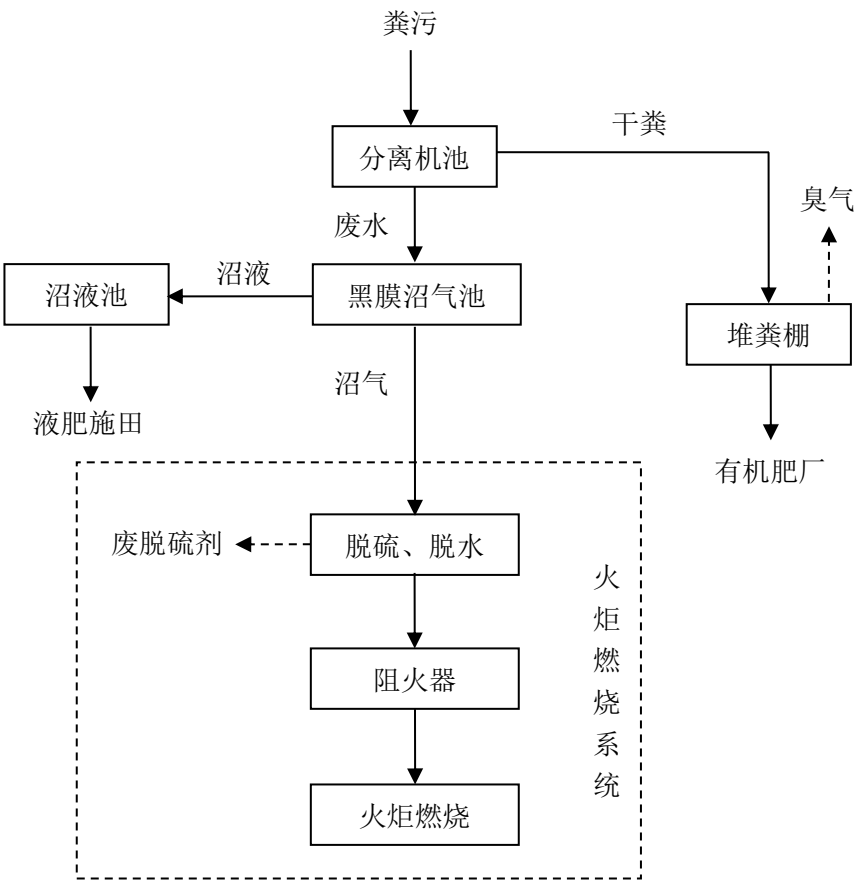 粪污
干粪
分离机池
臭气
废水
沼液
沼液池
黑膜沼气池
堆粪棚
沼气
液肥施田
有机肥厂
废脱硫剂
脱硫、脱水
火炬燃烧系统
阻火器
火炬燃烧